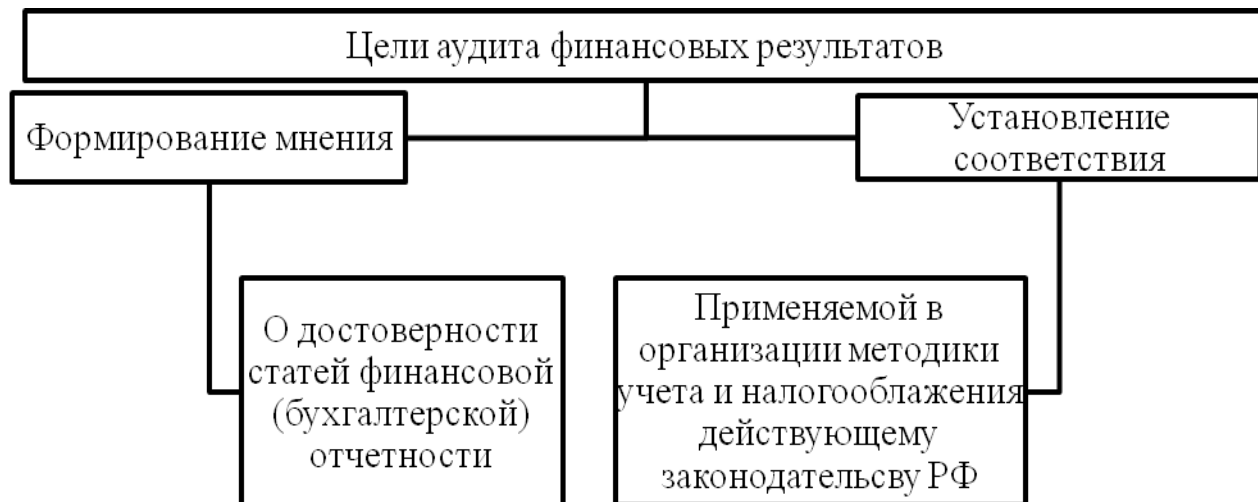 Цели аудита финансовых результатов
Формирование мнения
Установление
соответствия
О достоверности
статей финансовой
(бухгалтерской)
отчетности
Применяемой в
организации методики
учета и налогооблажения
действующему
законодательсву РФ